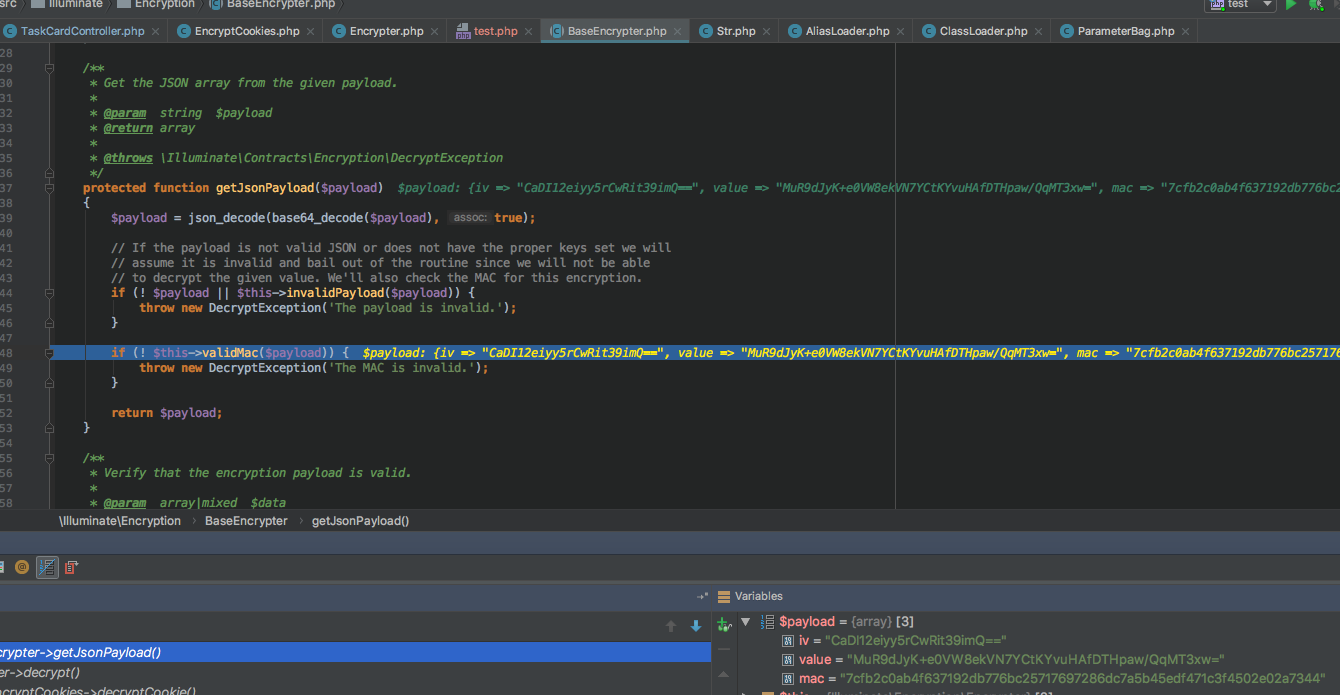 src Illuminate Encryption BaseEncrypter.php test
TaskCardController.php EncryptCookies.php Encrypter.php test.php BaseEncrypter.php Str.php AliasLoader.php ClassLoader.php ParameterBag.php
28
29 /**
30 * Get the JSON array from the given payload.
31 *
32 * @param string $payload
33 * @return array
34 *
35 * @throws \Illuminate\Contracts\Encryption\DecryptException
36 */
37 protected function getJsonPayload($payload) $payload: {iv => "CaDI12eiyy5rCwRit39imQ==", value => "MuR9dJyK+e0VW8ekVN7YCtKYvuHAfDTHpaw/QqMT3xw=", mac => "7cfb2c0ab4f637192db776bc2
38 {
39 $payload = json_decode(base64_decode($payload), assoc: true);
40
41 // If the payload is not valid JSON or does not have the proper keys set we will
42 // assume it is invalid and bail out of the routine since we will not be able
43 // to decrypt the given value. We'll also check the MAC for this encryption.
44 if (! $payload || $this->invalidPayload($payload)) {
45 throw new DecryptException('The payload is invalid.');
46 }
47
48 if (! $this->validMac($payload)) { $payload: {iv => "CaDI12eiyy5rCwRit39imQ==", value => "MuR9dJyK+e0VW8ekVN7YCtKYvuHAfDTHpaw/QqMT3xw=", mac => "7cfb2c0ab4f637192db776bc257176
49 throw new DecryptException('The MAC is invalid.');
50 }
51
52 return $payload;
53 }
54
55 /**
56 * Verify that the encryption payload is valid.
57 *
58 * @param array|mixed $data
\Illuminate\Encryption BaseEncrypter getJsonPayload()
Variables
$payload = {array} [3]
iv = "CaDI12eiyy5rCwRit39imQ=="
crypter->getJsonPayload()
value = "MuR9dJyK+e0VW8ekVN7YCtKYvuHAfDTHpaw/QqMT3xw="
er->decrypt()
mac = "7cfb2c0ab4f637192db776bc25717697286dc7a5b45edf471c3f4502e02a7344"
ncryptCookies->decryptCookie()
$this = {Illuminate\Encryption\Encrypter}